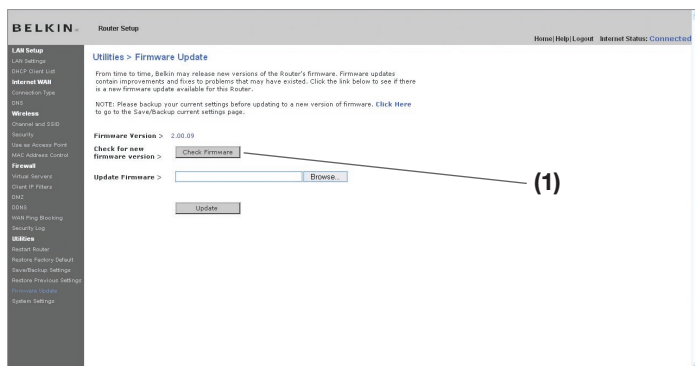 BELKIN®
Router Setup
Home|Help|Logout Internet Status: Connected
LAN Setup
LAN Settings
DHCP Client List
Internet WAN
Connection Type
DNS
Wireless
Channel and SSID
Security
Use as Access Point
MAC Address Control
Firewall
Virtual Servers
Client IP Filters
DMZ
DDNS
WAN Ping Blocking
Security Log
Utilities
Restart Router
Restore Factory Default
Save/Backup Settings
Restore Previous Settings
Firmware Update
System Settings
Utilities > Firmware Update
From time to time, Belkin may release new versions of the Router's firmware. Firmware updates
contain improvements and fixes to problems that may have existed. Click the link below to see if there
is a new firmware update available for this Router.
NOTE: Please backup your current settings before updating to a new version of firmware. Click Here
to go to the Save/Backup current settings page.
Firmware Version > 2.00.09
Check for new
firmware version > Check Firmware
Update Firmware > Browse...
Update
(1)